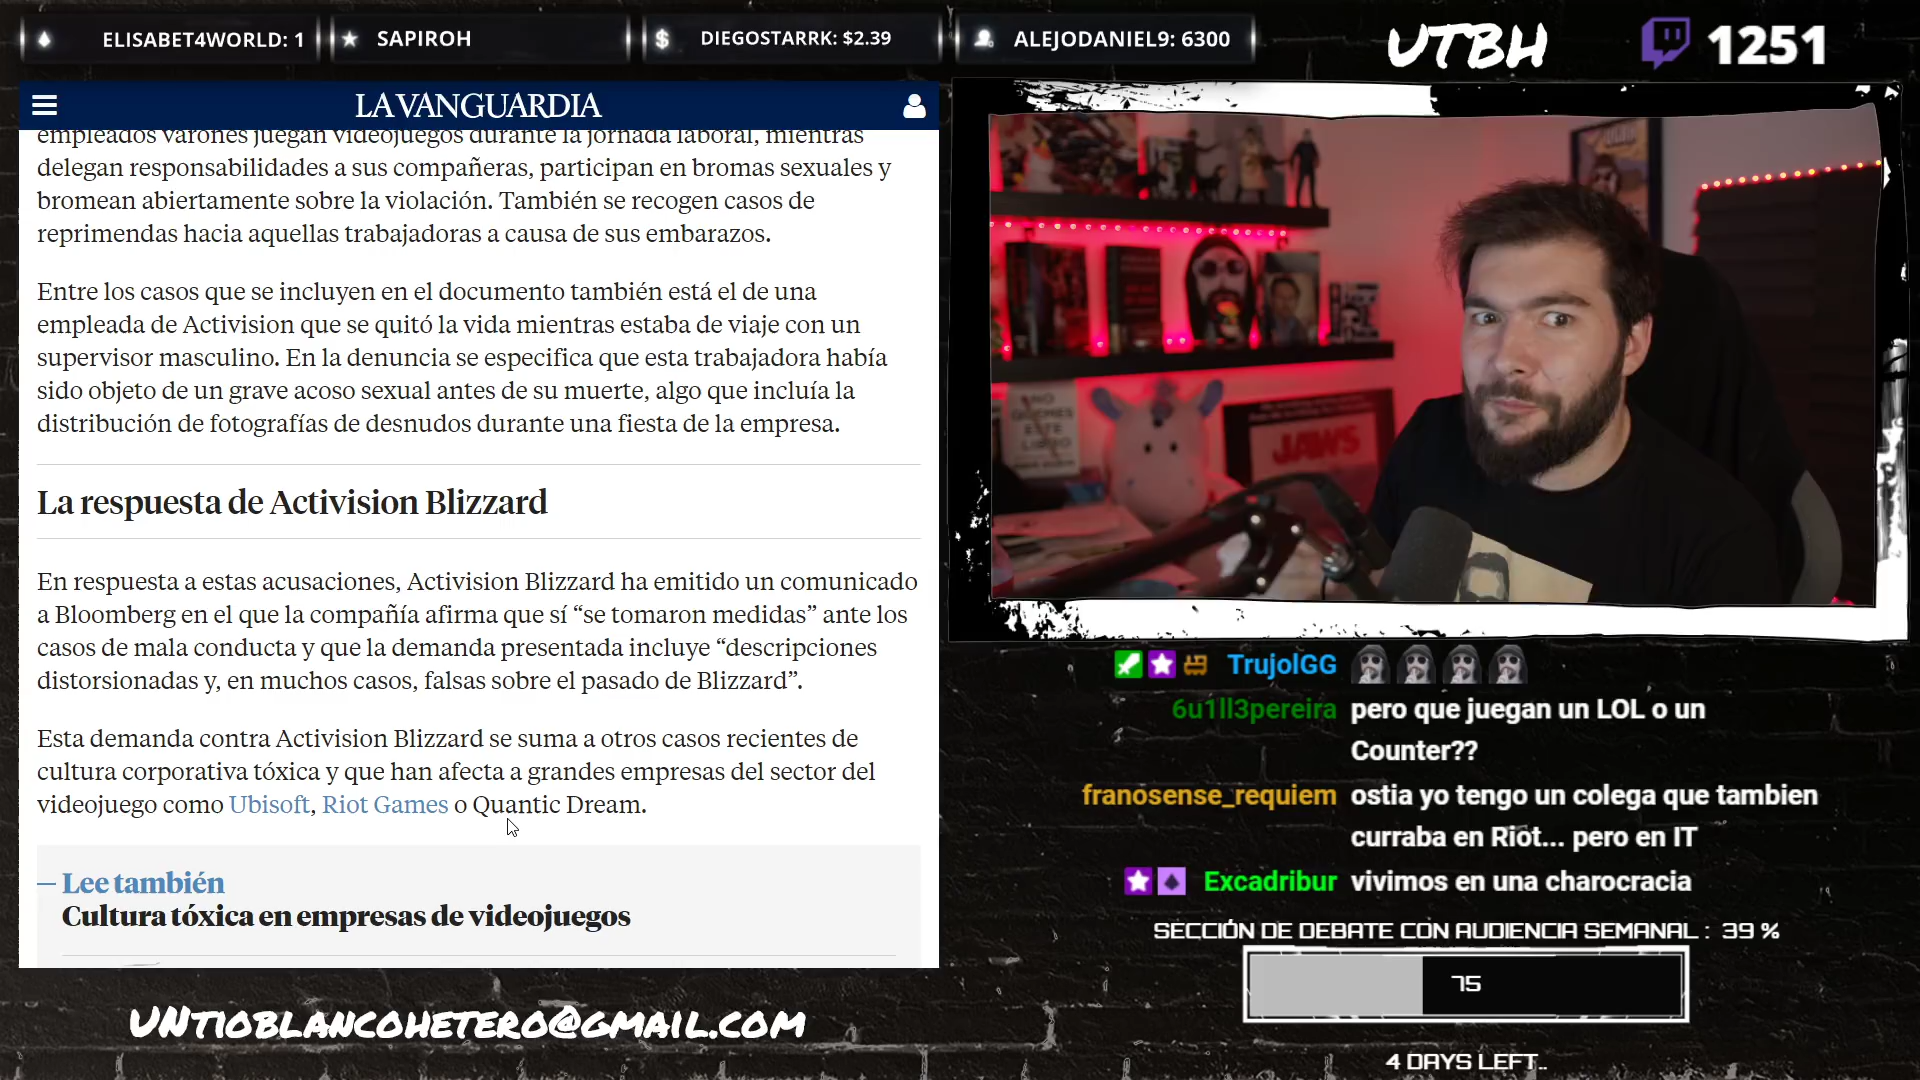 ELISABET4WORLD: 1
SAPIROH
DIEGOSTARRK: $2.39
ALEJODANIEL9: 6300
UTBH
1251
LA VANGUARDIA
empleados varones juegan videojuegos durante la jornada laboral, mientras
delegan responsabilidades a sus compañeras, participan en bromas sexuales y
bromean abiertamente sobre la violación. También se recogen casos de
reprimendas hacia aquellas trabajadoras a causa de sus embarazos.
Entre los casos que se incluyen en el documento también está el de una
empleada de Activision que se quitó la vida mientras estaba de viaje con un
supervisor masculino. En la denuncia se especifica que esta trabajadora había
sido objeto de un grave acoso sexual antes de su muerte, algo que incluía la
distribución de fotografías de desnudos durante una fiesta de la empresa.
La respuesta de Activision Blizzard
En respuesta a estas acusaciones, Activision Blizzard ha emitido un comunicado
a Bloomberg en el que la compañía afirma que sí “se tomaron medidas” ante los
casos de mala conducta y que la demanda presentada incluye “descripciones
distorsionadas y, en muchos casos, falsas sobre el pasado de Blizzard”.
Esta demanda contra Activision Blizzard se suma a otros casos recientes de
cultura corporativa tóxica y que han afecta a grandes empresas del sector del
videojuego como Ubisoft, Riot Games o Quantic Dream.
Lee también
Cultura tóxica en empresas de videojuegos
UNTIOBLANCOHETERO@GMAIL.COM
NO
QUEMES
ESTE
LIBRO
JAWS
TrujolGG
6u1ll3pereira pero que juegan un LOL o un
Counter??
franosense_requiem ostia yo tengo un colega que tambien
curraba en Riot... pero en IT
Excadribur vivimos en una charocracia
SECCIÓN DE DEBATE CON AUDIENCIA SEMANAL : 39 %
75
4 DAYS LEFT..